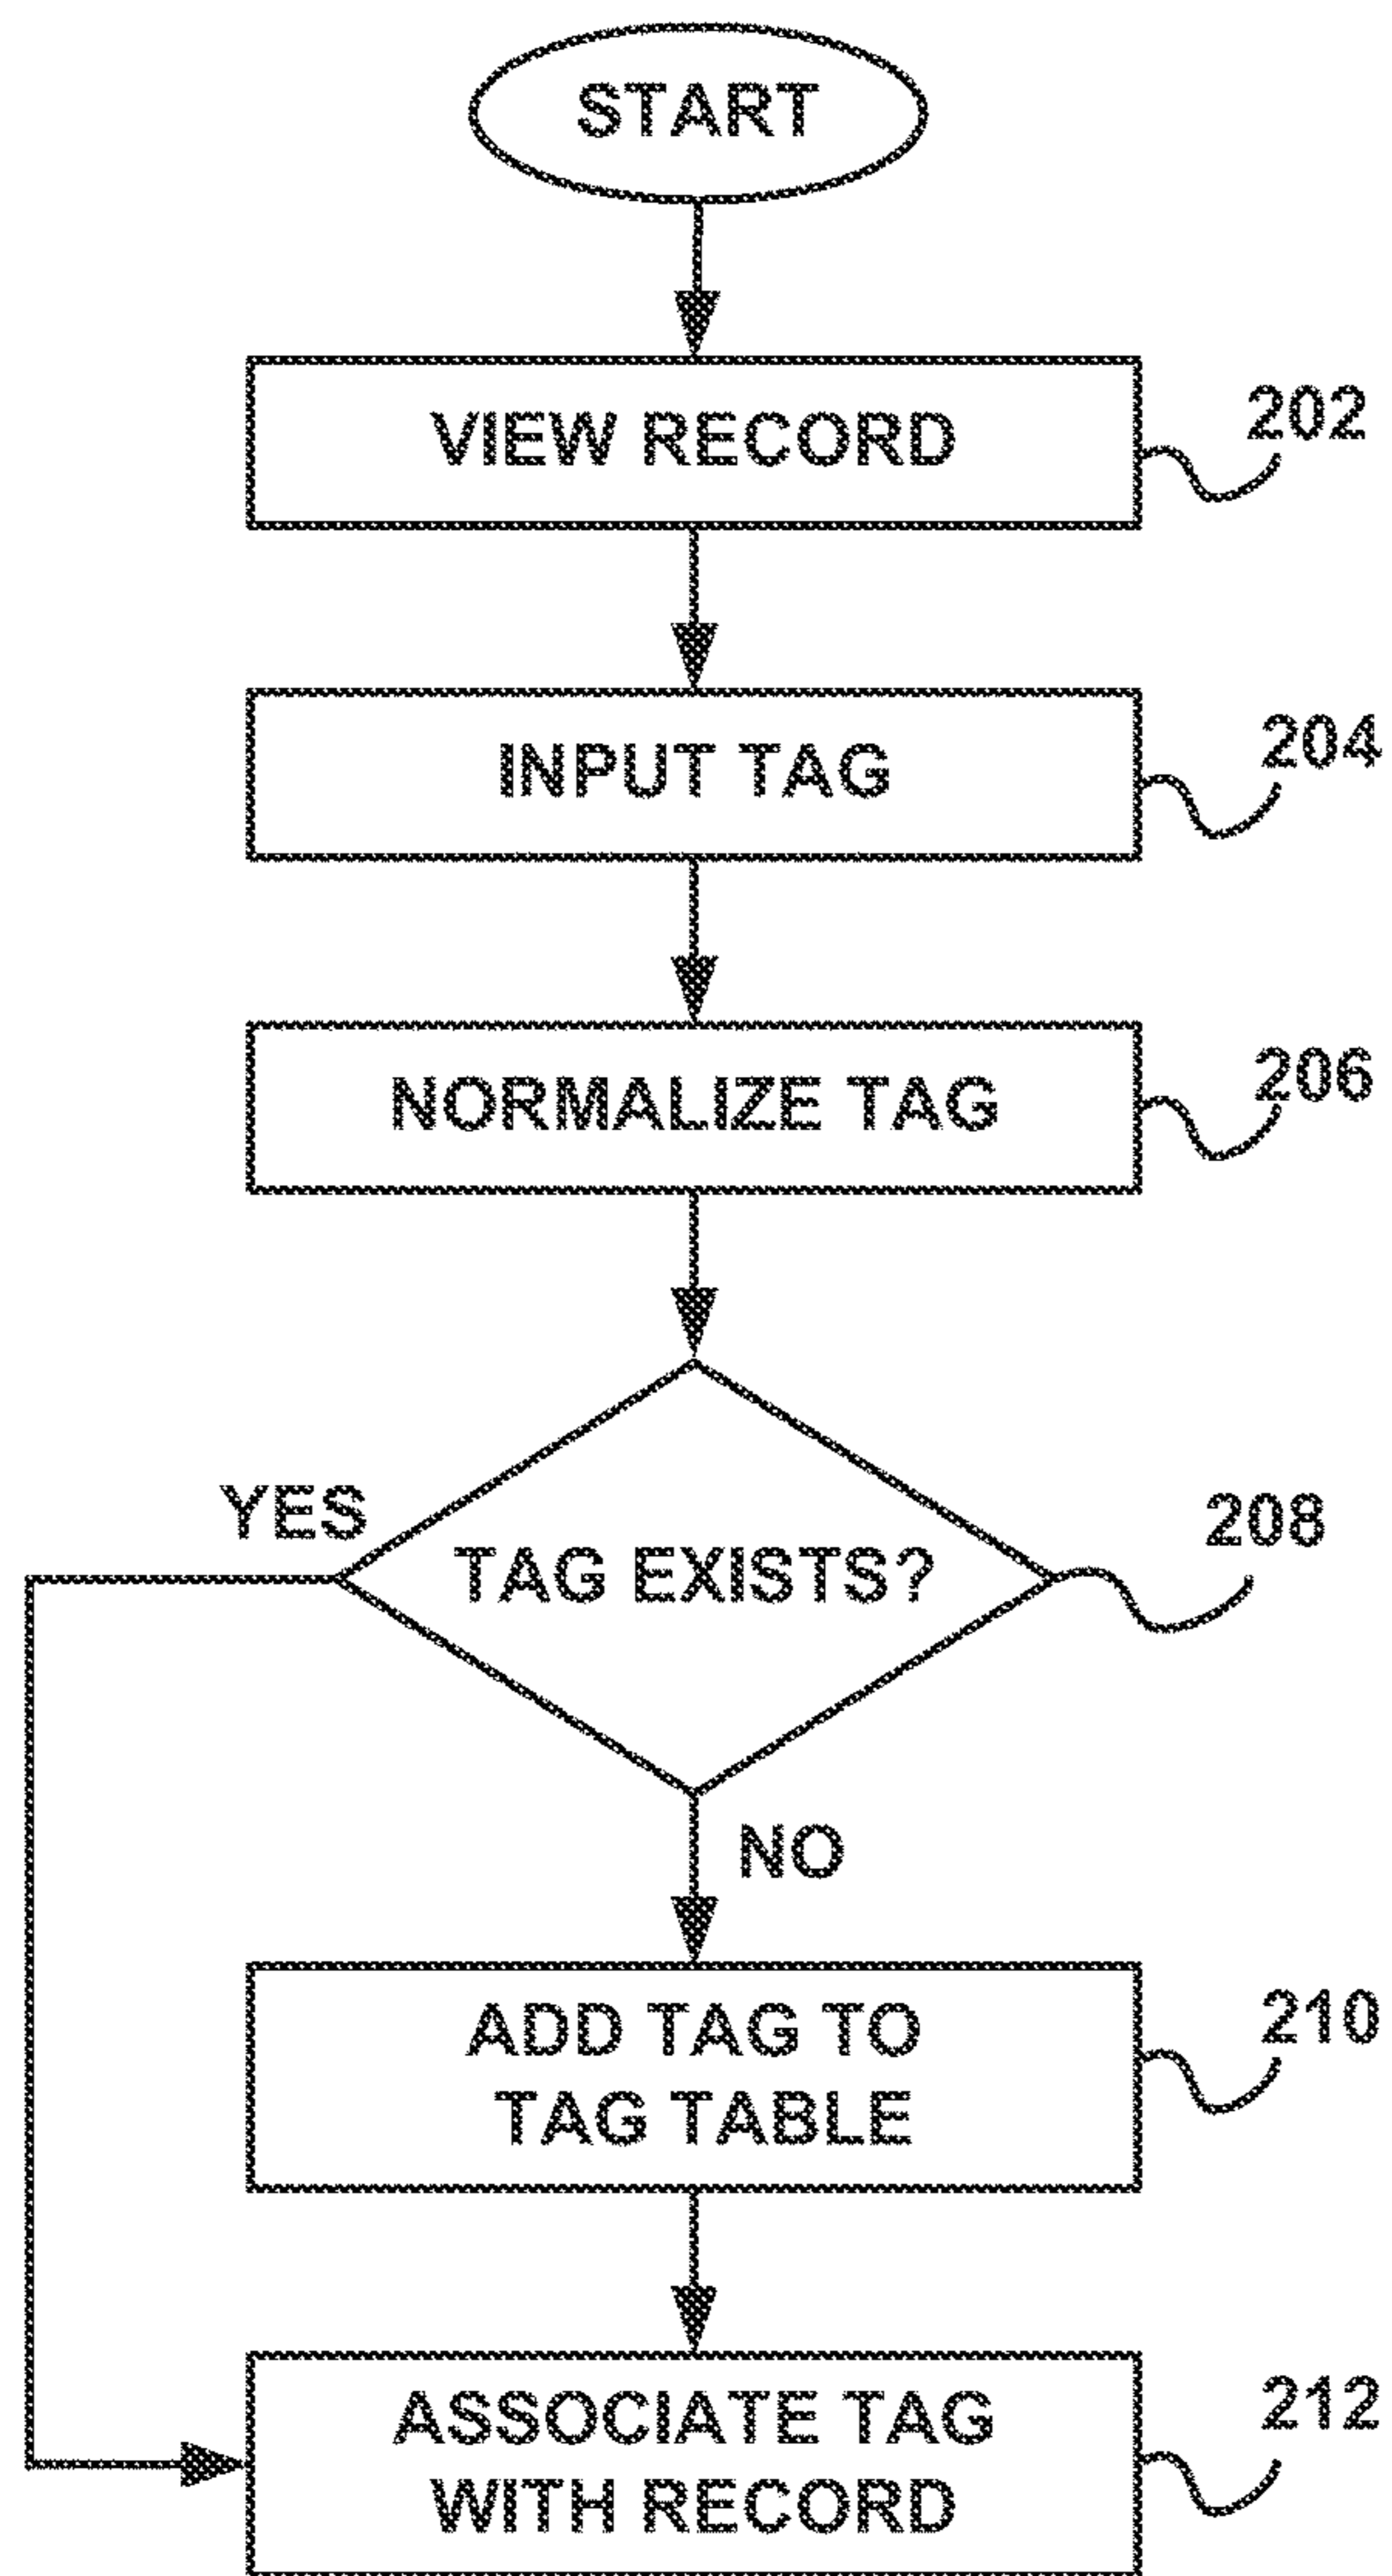 START
VIEW RECORD
202
INPUT TAG
204
NORMALIZE TAG
206
YES
TAG EXISTS?
208
NO
ADD TAG TO
TAG TABLE
210
ASSOCIATE TAG
WITH RECORD
212